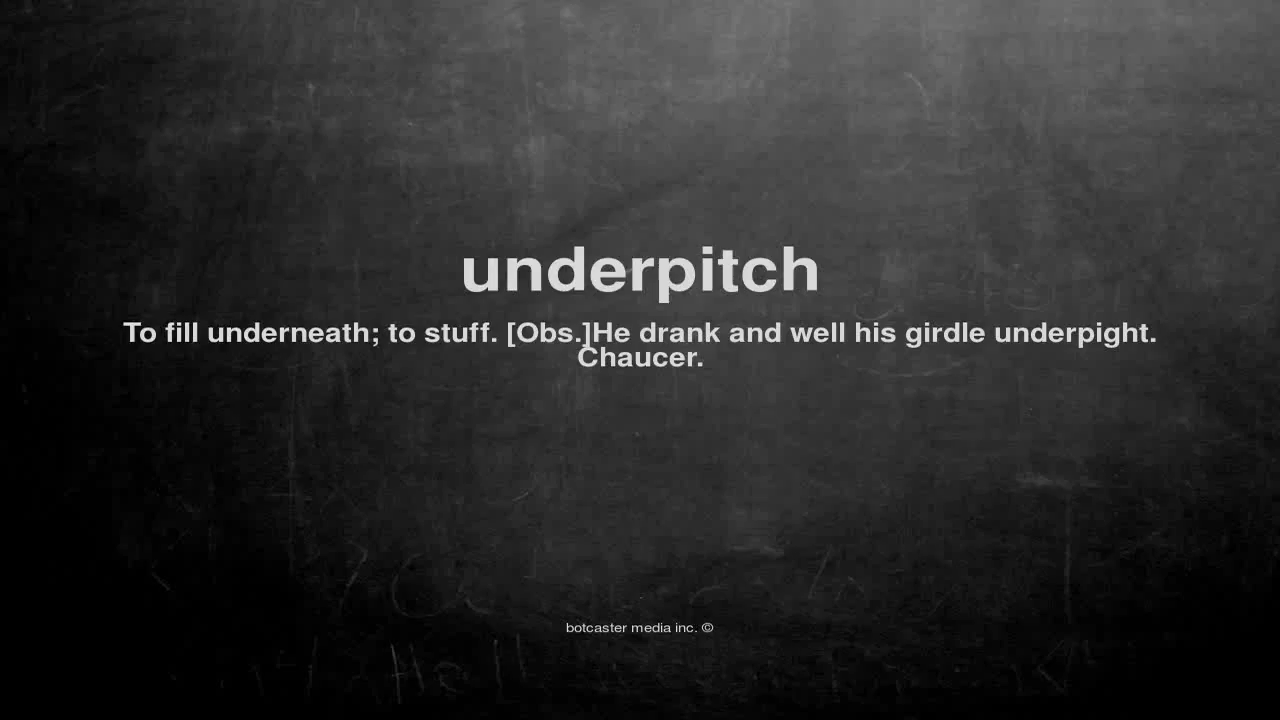 underpitch
To fill underneath; to stuff. [Obs.]He drank and well his girdle underpight.
Chaucer.
botcaster media inc. ©